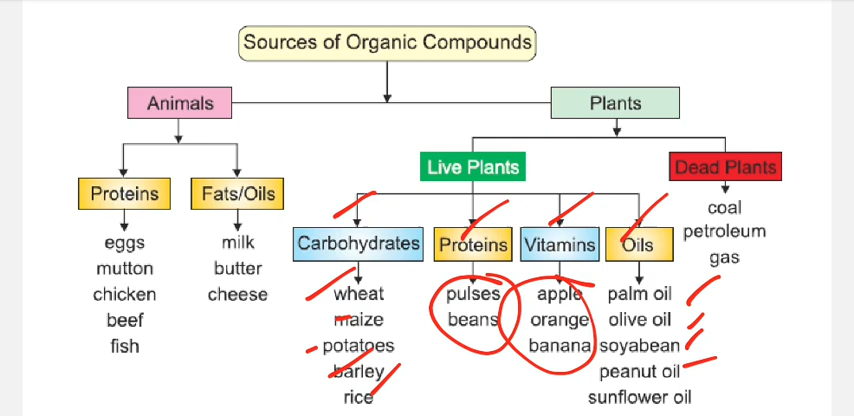 Sources of Organic Compounds
Animals
Plants
Live Plants
Dead Plants
Proteins
Fats/Oils
coal
petroleum
gas
Carbohydrates
Proteins
Vitamins
Oils
eggs
mutton
chicken
beef
fish
milk
butter
cheese
wheat
maize
potatoes
barley
rice
pulses
beans
apple
orange
banana
palm oil
olive oil
soyabean
peanut oil
sunflower oil